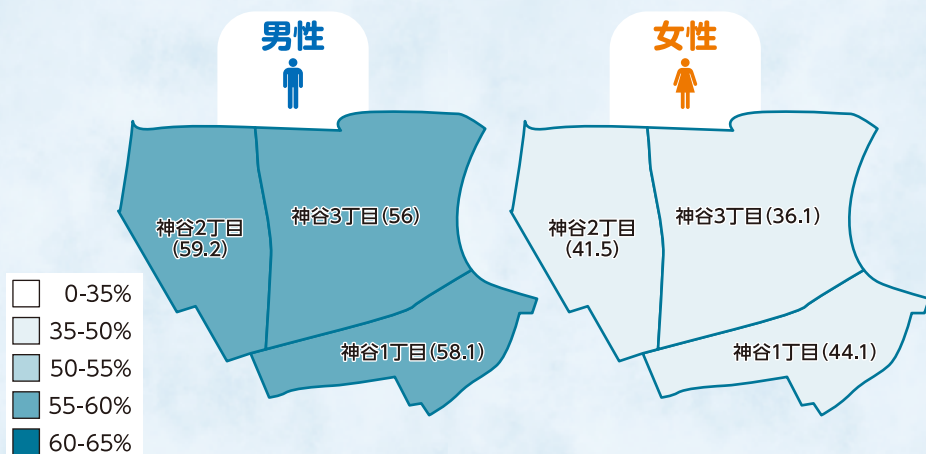 男性
女性
神谷2丁目
(59.2)
神谷3丁目(56)
神谷1丁目(58.1)
神谷2丁目
(41.5)
神谷3丁目(36.1)
神谷1丁目(44.1)
0-35%
35-50%
50-55%
55-60%
60-65%